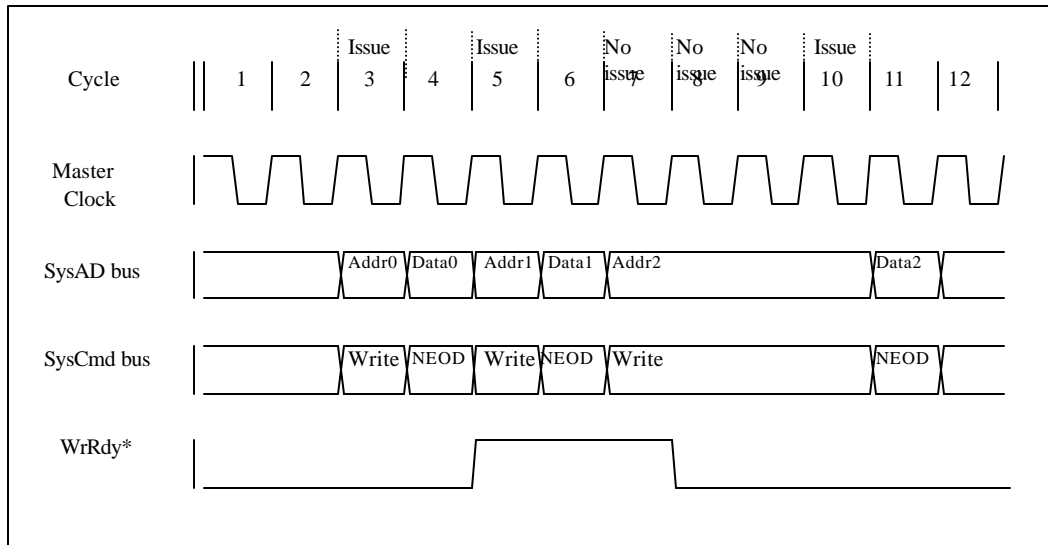 Issue Issue No issue No issue No issue Issue
Cycle 1 2 3 4 5 6 7 8 9 10 11 12
Master Clock
SysAD bus Addr0 Data0 Addr1 Data1 Addr2 Data2
SysCmd bus Write NEOD Write NEOD Write NEOD
WrRdy*